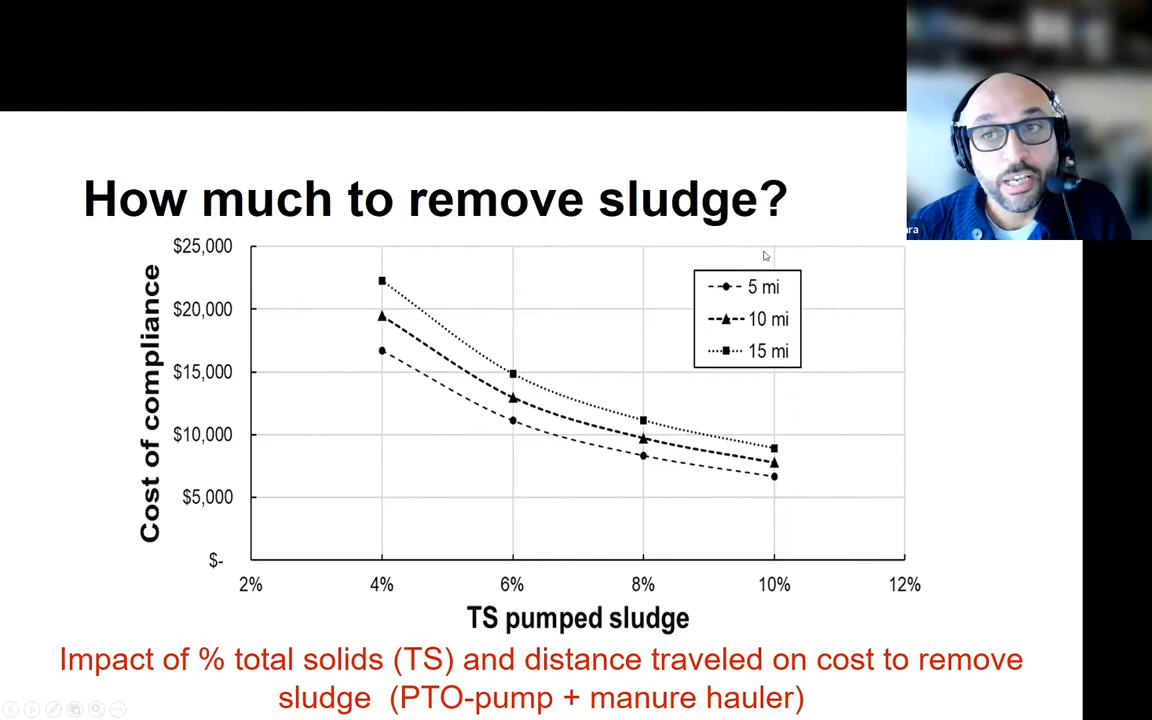 How much to remove sludge?
$25,000
$20,000
$15,000
$10,000
$5,000
$-
Cost of compliance
5 mi
10 mi
15 mi
2% 4% 6% 8% 10% 12%
TS pumped sludge
Impact of % total solids (TS) and distance traveled on cost to remove
sludge (PTO-pump + manure hauler)
ara